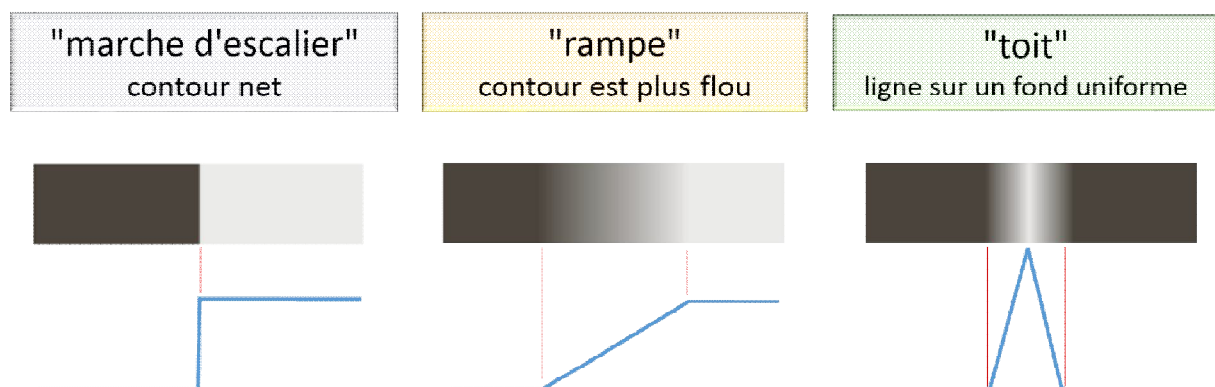 "marche d'escalier"
contour net
"rampe"
contour est plus flou
"toit"
ligne sur un fond uniforme